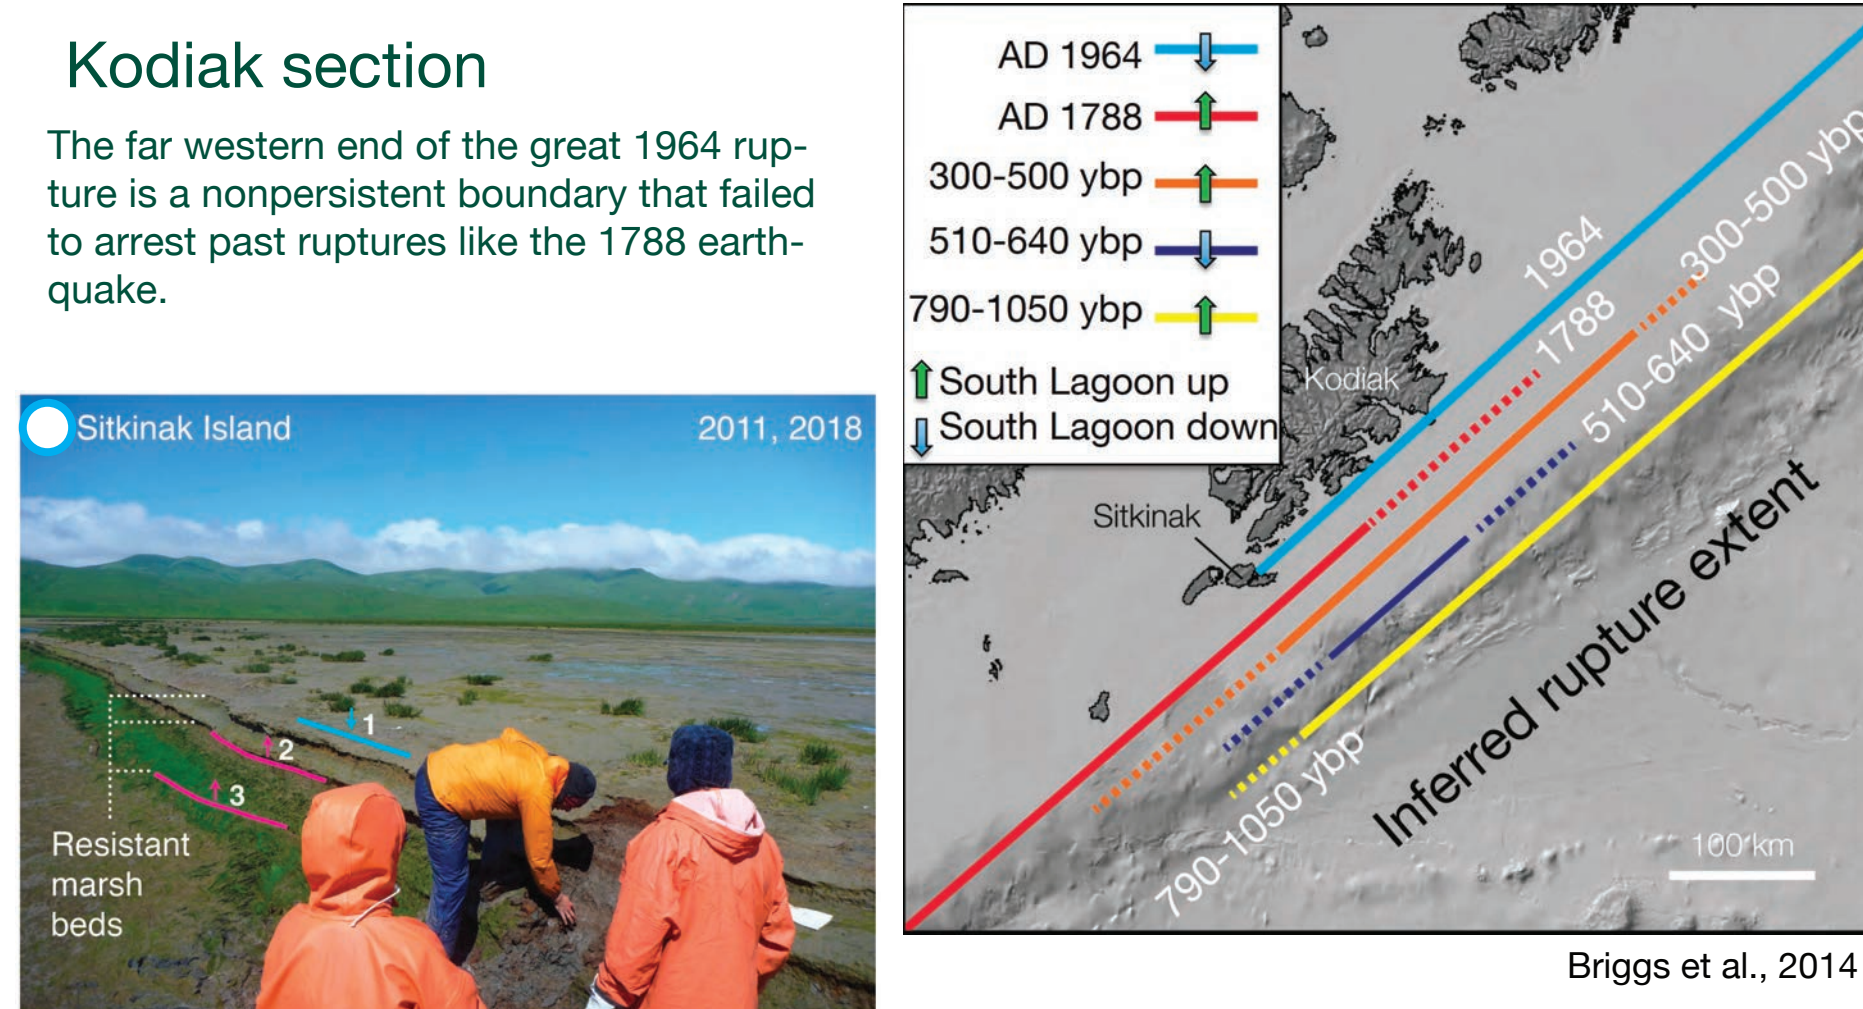 Kodiak section
The far western end of the great 1964 rup-
ture is a nonpersistent boundary that failed
to arrest past ruptures like the 1788 earth-
quake.
Sitkinak Island
2011, 2018
1
2
3
Resistant
marsh
beds
AD 1964
AD 1788
300-500 ybp
510-640 ybp
790-1050 ybp
South Lagoon up
South Lagoon down
Kodiak
Sitkinak
1964
1788
300-500 ybp
510-640 ybp
790-1050 ybp
Inferred rupture extent
100 km
Briggs et al., 2014